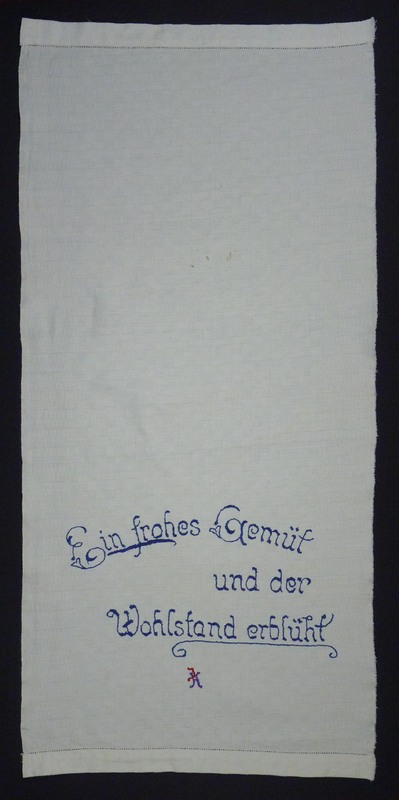 Ein frohes Gemüt
und der
Wohlstand erblüht